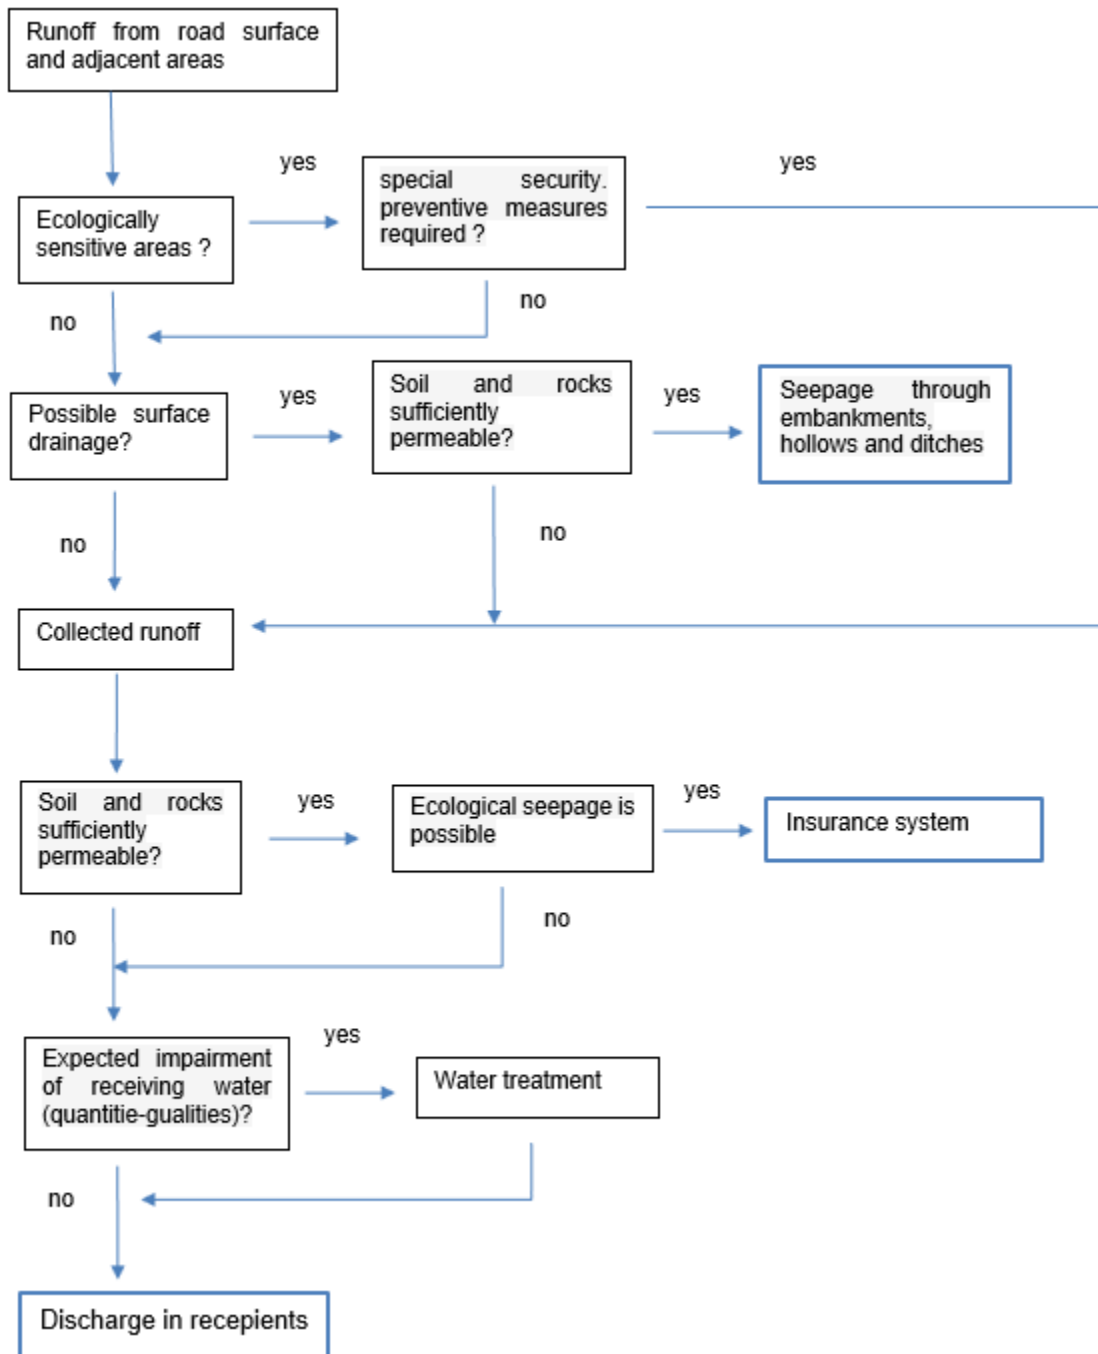 Runoff from road surface
and adjacent areas
yes
special security.
preventive measures
required ?
yes
Ecologically
sensitive areas ?
no
no
Possible surface
drainage?
yes
Soil and rocks
sufficiently
permeable?
yes
Seepage through
embankments,
hollows and ditches
no
no
Collected runoff
Soil and rocks
sufficiently
permeable?
yes
Ecological seepage is
possible
yes
Insurance system
no
no
Expected impairment
of receiving water
(quantitie-gualities)?
yes
Water treatment
no
Discharge in recepients